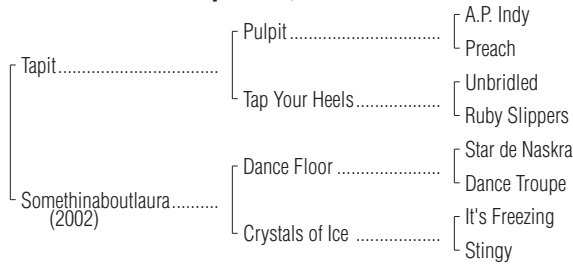 A.P. Indy
Pulpit
Preach
Tapit
Unbridled
Tap Your Heels
Ruby Slippers
Star de Naskra
Dance Floor
Dance Troupe
Somethinaboutlaura
(2002)
It's Freezing
Crystals of Ice
Stingy